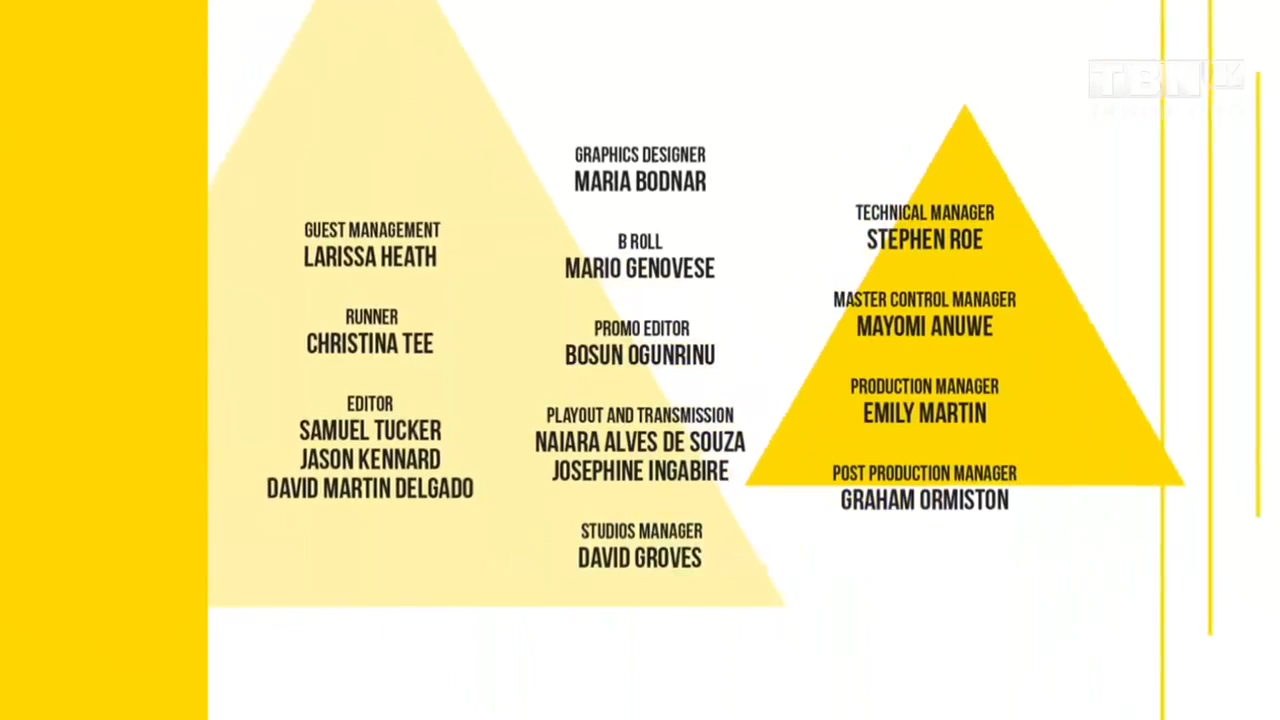 TBN
GUEST MANAGEMENT
LARISSA HEATH
RUNNER
CHRISTINA TEE
EDITOR
SAMUEL TUCKER
JASON KENNARD
DAVID MARTIN DELGADO
GRAPHICS DESIGNER
MARIA BODNAR
B ROLL
MARIO GENOVESE
PROMO EDITOR
BOSUN OGUNRINU
PLAYOUT AND TRANSMISSION
NAIARA ALVES DE SOUZA
JOSEPHINE INGABIRE
STUDIOS MANAGER
DAVID GROVES
TECHNICAL MANAGER
STEPHEN ROE
MASTER CONTROL MANAGER
MAYOMI ANUWE
PRODUCTION MANAGER
EMILY MARTIN
POST PRODUCTION MANAGER
GRAHAM ORMISTON